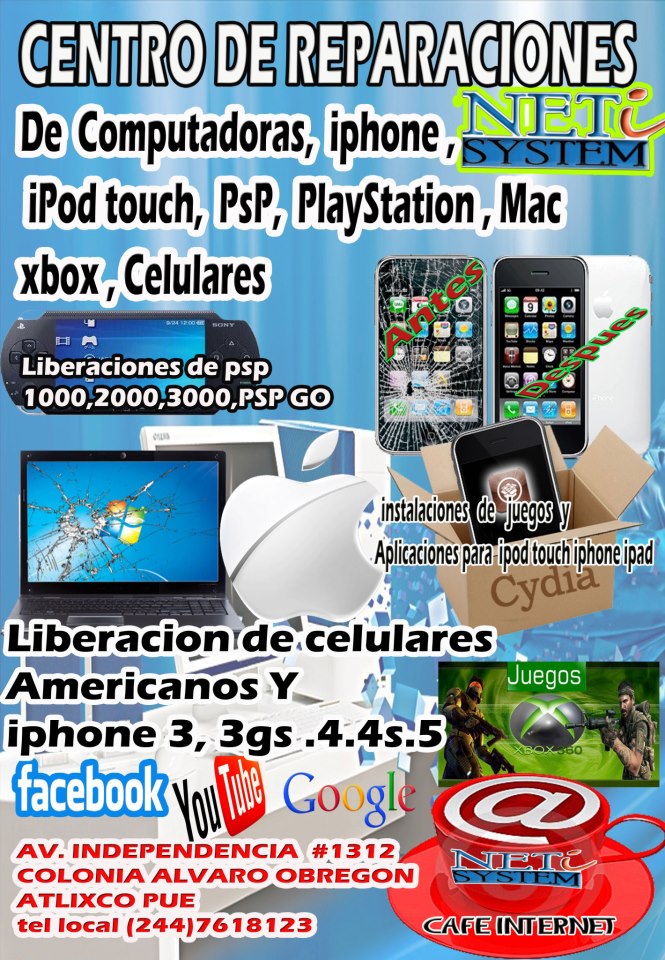 CENTRO DE REPARACIONES
De Computadoras, iphone,
NETi
SYSTEM
iPod touch, PsP, PlayStation, Mac
xbox, Celulares
Antes
Despues
SONY
Liberaciones de psp
1000,2000,3000,PSP GO
instalaciones de juegos y
Aplicaciones para ipod touch iphone ipad
Cydia
Liberacion de celulares
Americanos Y
iphone 3, 3gs .4.4s.5
Juegos
XBOX 360
facebook
YouTube
Google
@
NETi
SYSTEM
CAFE INTERNET
AV. INDEPENDENCIA #1312
COLONIA ALVARO OBREGON
ATLIXCO PUE
tel local (244)7618123